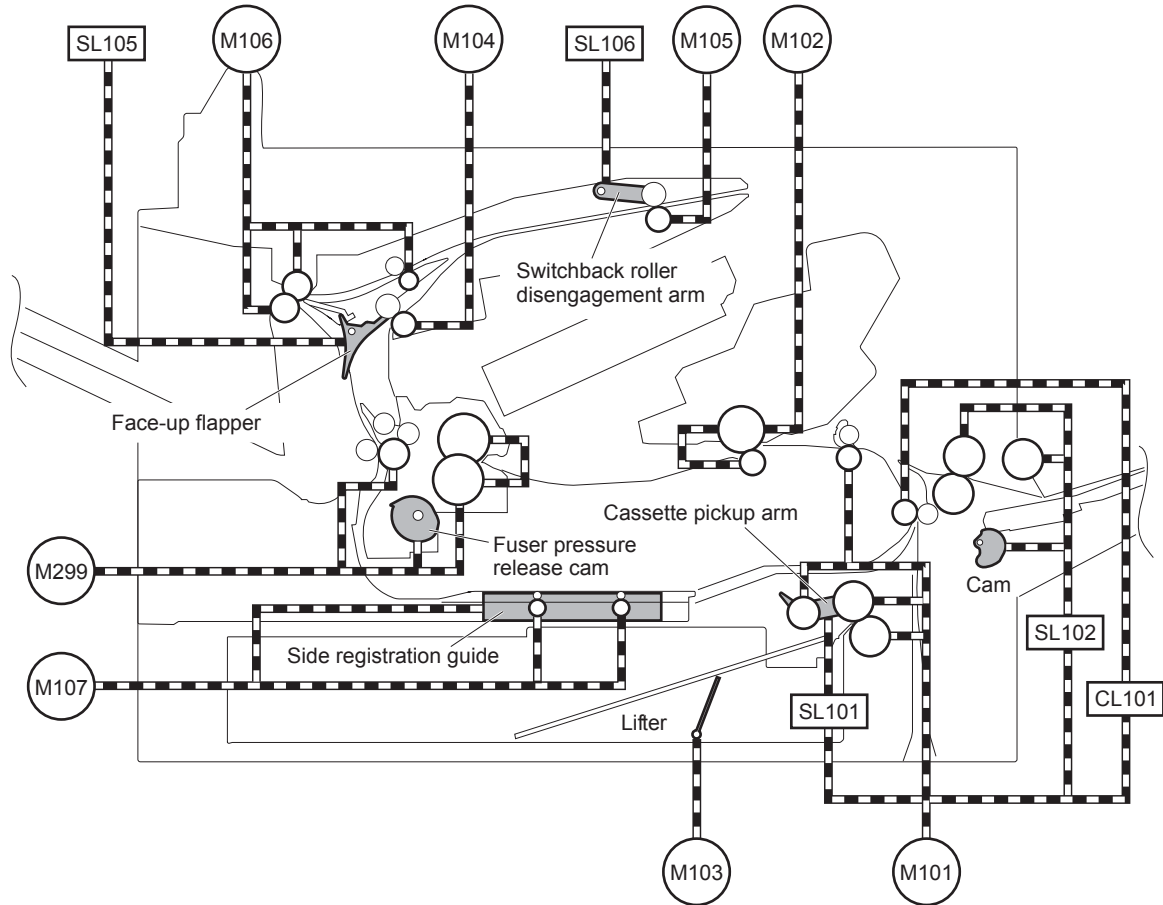 SL105
M106
M104
SL106
M105
M102
Switchback roller
disengagement arm
Face-up flapper
Cassette pickup arm
Fuser pressure
release cam
M299
Cam
SL102
Side registration guide
M107
CL101
SL101
Lifter
M103
M101